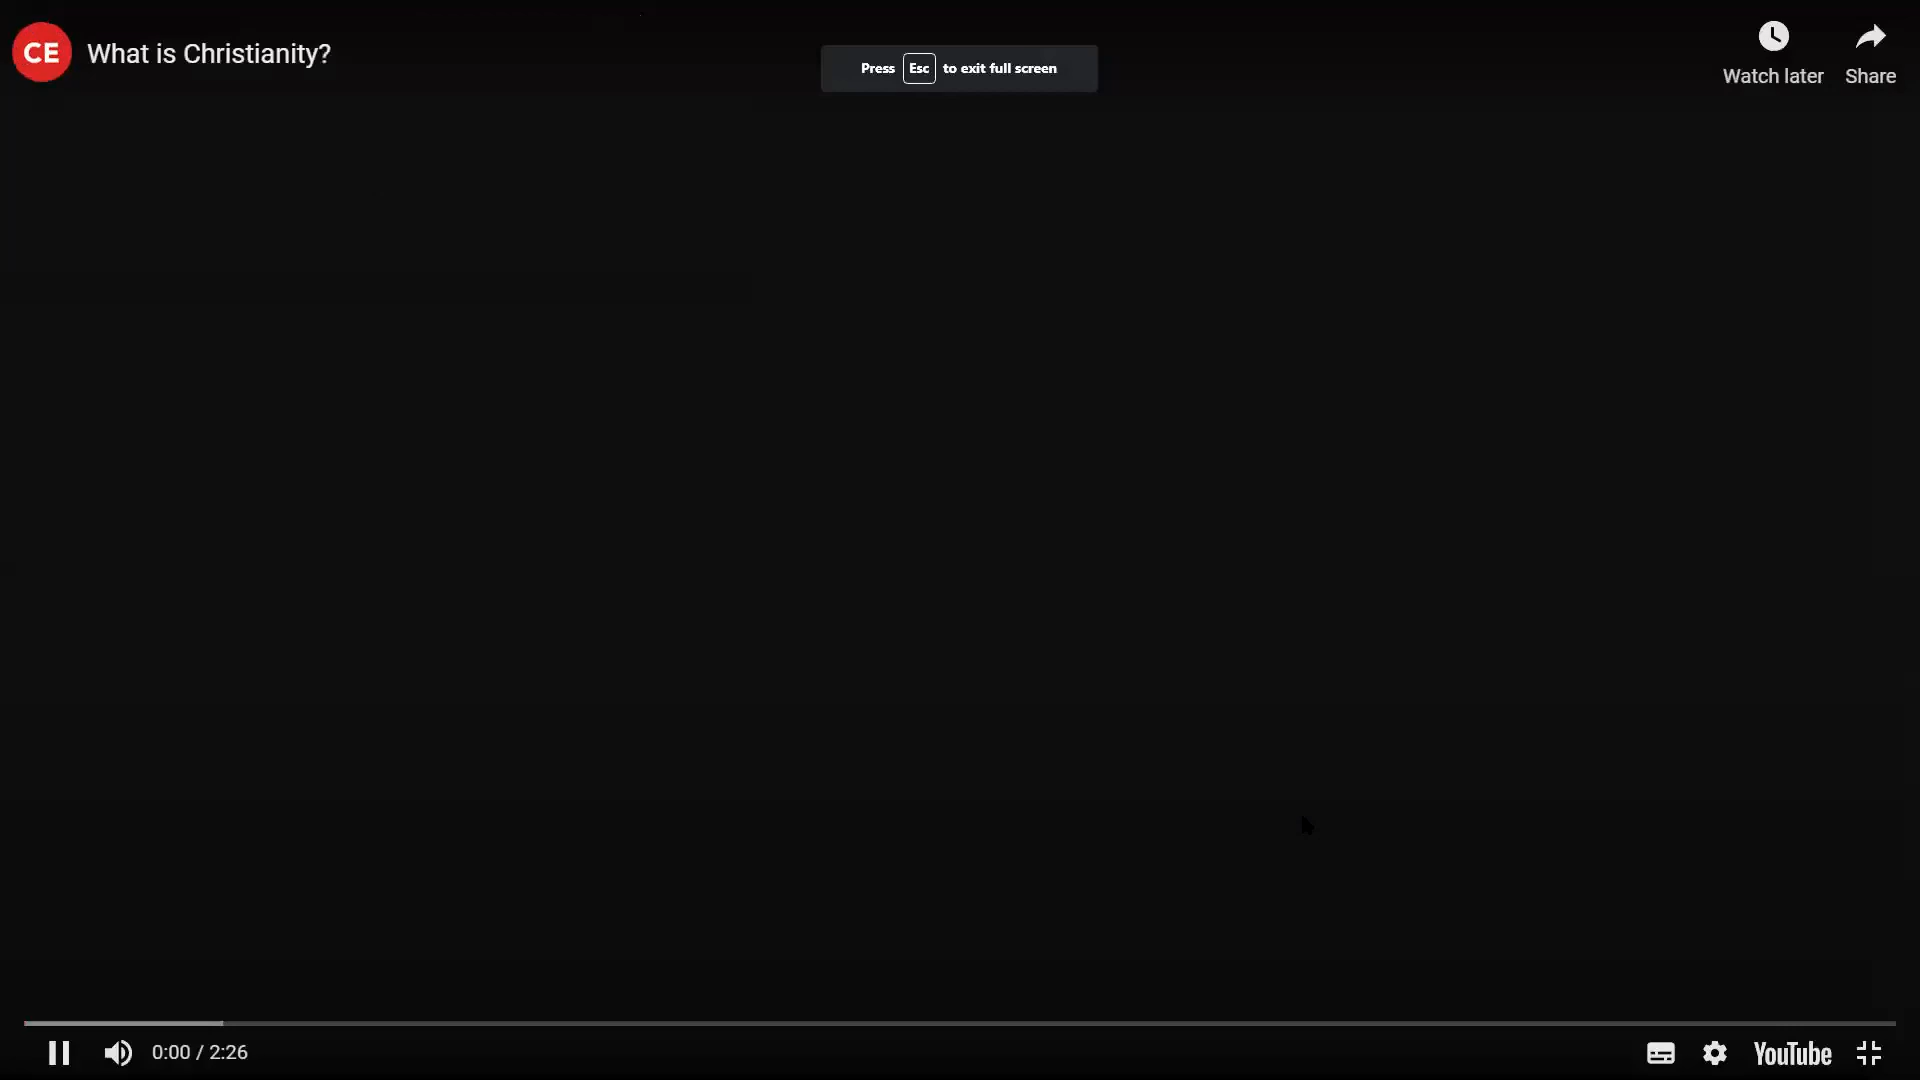 CE What is Christianity?
Press Esc to exit full screen
Watch later Share
0:00 / 2:26
YouTube